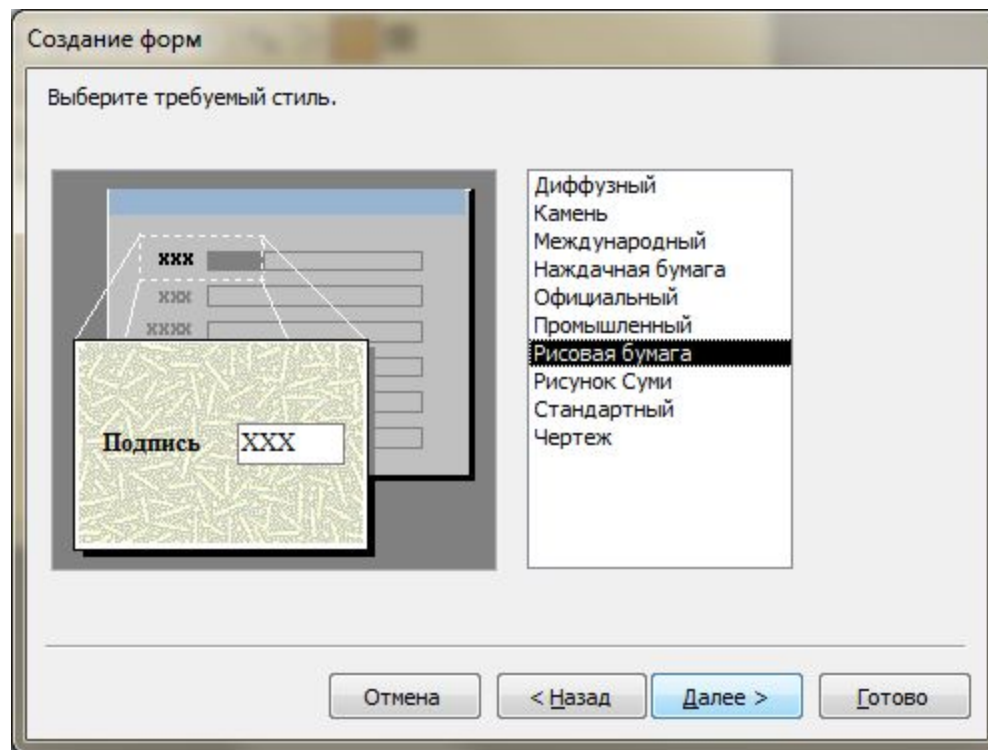 Создание форм
Выберите требуемый стиль.
xxx
xxx
xxxx
Подпись XXX
Диффузный
Камень
Международный
Наждачная бумага
Официальный
Промышленный
Рисовая бумага
Рисунок Суми
Стандартный
Чертеж
Отмена < Назад Далее > Готово